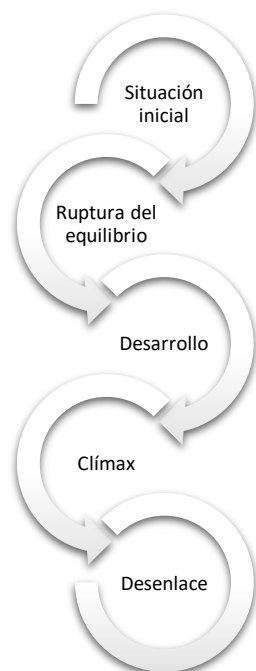 Situación
inicial
Ruptura del
equilibrio
Desarrollo
Clímax
Desenlace